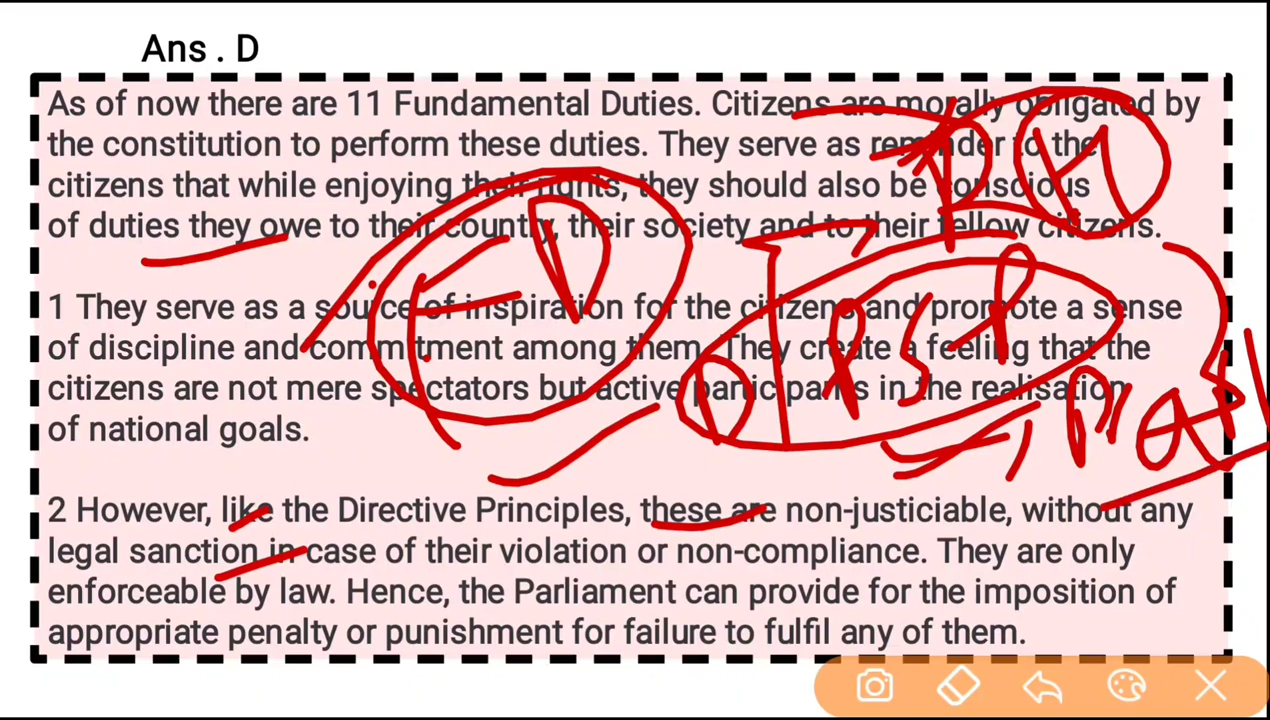 Ans . D
As of now there are 11 Fundamental Duties. Citizens are morally obligated by
the constitution to perform these duties. They serve as reminder to the
citizens that while enjoying their rights, they should also be conscious
of duties they owe to their country, their society and to their fellow citizens.
1 They serve as a source of inspiration for the citizens and promote a sense
of discipline and commitment among them. They create a feeling that the
citizens are not mere spectators but active participants in the realisation
of national goals.
2 However, like the Directive Principles, these are non-justiciable, without any
legal sanction in case of their violation or non-compliance. They are only
enforceable by law. Hence, the Parliament can provide for the imposition of
appropriate penalty or punishment for failure to fulfil any of them.
FD
DPSP